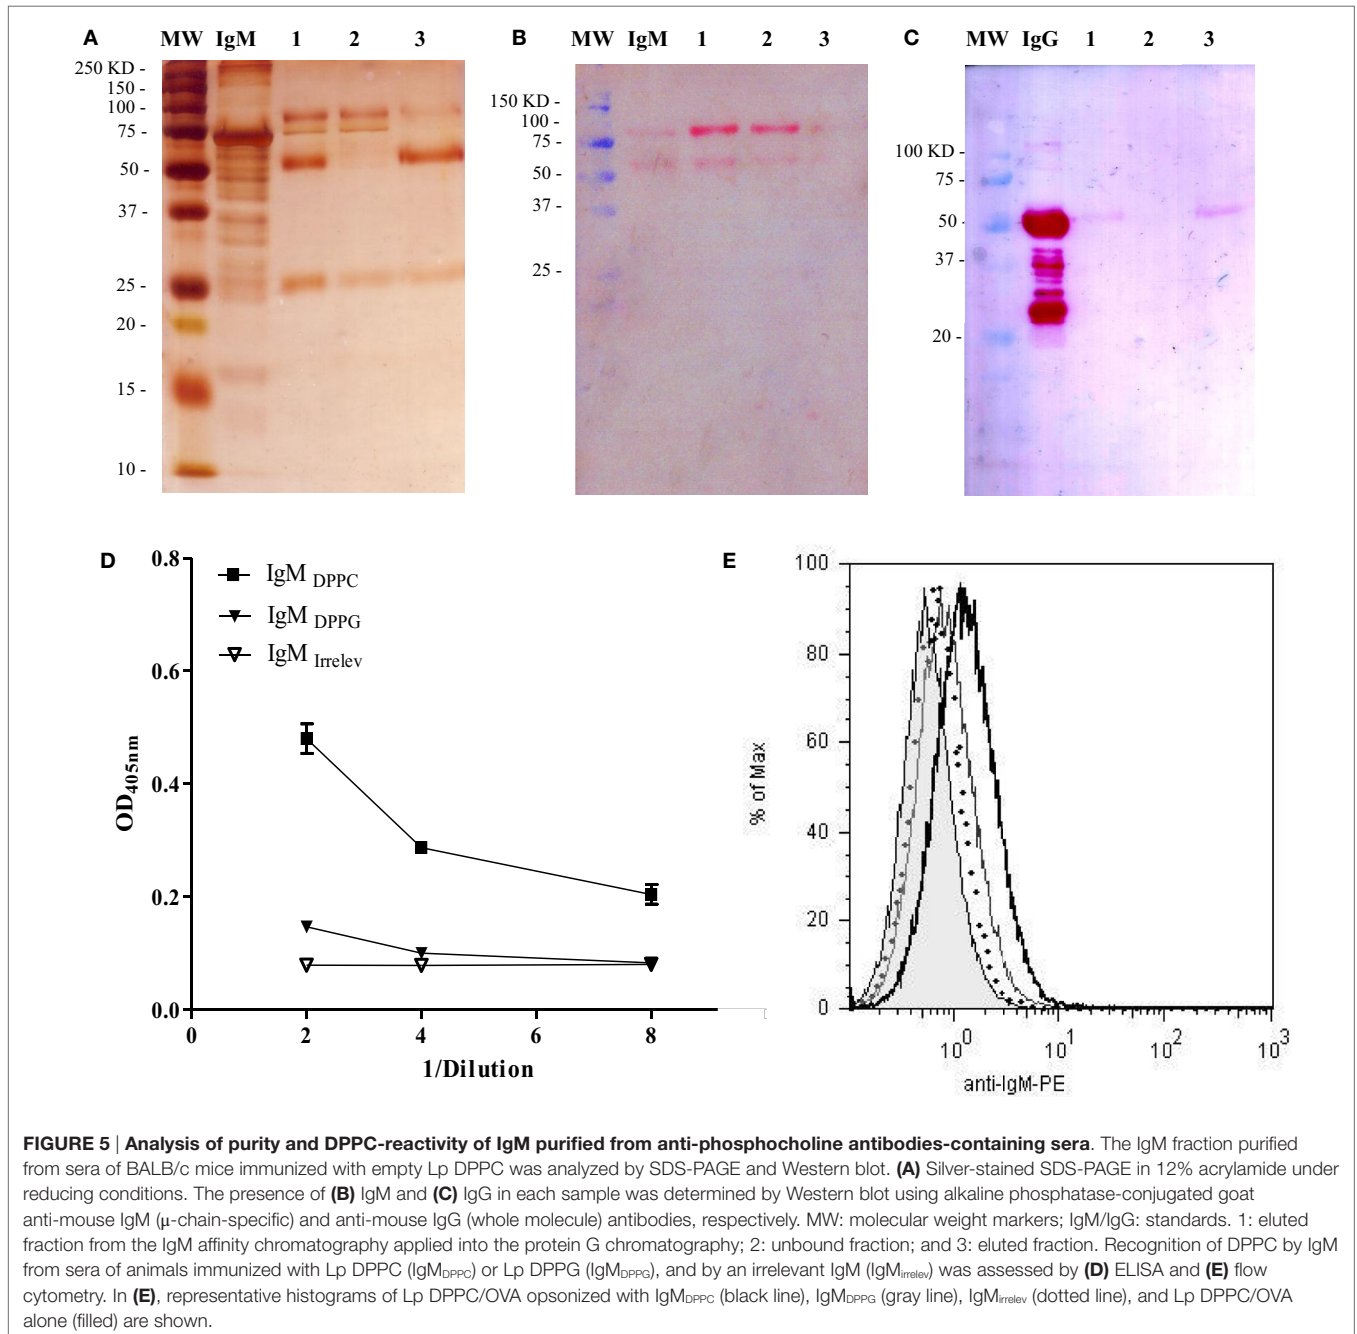 A
MW IgM 1 2 3
250 KD -
150 -
100 -
75 -
50 -
37 -
25 -
20 -
15 -
10 -
B
MW IgM 1 2 3
150 KD -
100 -
75 -
50 -
37 -
25 -
C
MW IgG 1 2 3
100 KD -
75 -
50 -
37 -
20 -
D
0.8
0.6
0.4
0.2
0.0
OD405nm
IgM DPPC
IgM DPPG
IgM Irrelev
0 2 4 6 8
1/Dilution
E
100
80
60
40
20
0
% of Max
10^0 10^1 10^2 10^3
anti-IgM-PE
FIGURE 5 | Analysis of purity and DPPC-reactivity of IgM purified from anti-phosphocholine antibodies-containing sera. The IgM fraction purified
from sera of BALB/c mice immunized with empty Lp DPPC was analyzed by SDS-PAGE and Western blot. (A) Silver-stained SDS-PAGE in 12% acrylamide under
reducing conditions. The presence of (B) IgM and (C) IgG in each sample was determined by Western blot using alkaline phosphatase-conjugated goat
anti-mouse IgM (μ-chain-specific) and anti-mouse IgG (whole molecule) antibodies, respectively. MW: molecular weight markers; IgM/IgG: standards. 1: eluted
fraction from the IgM affinity chromatography applied into the protein G chromatography; 2: unbound fraction; and 3: eluted fraction. Recognition of DPPC by IgM
from sera of animals immunized with Lp DPPC (IgMDPPC) or Lp DPPG (IgMDPPG), and by an irrelevant IgM (IgMirrelev) was assessed by (D) ELISA and (E) flow
cytometry. In (E), representative histograms of Lp DPPC/OVA opsonized with IgMDPPC (black line), IgMDPPG (gray line), IgMirrelev (dotted line), and Lp DPPC/OVA
alone (filled) are shown.